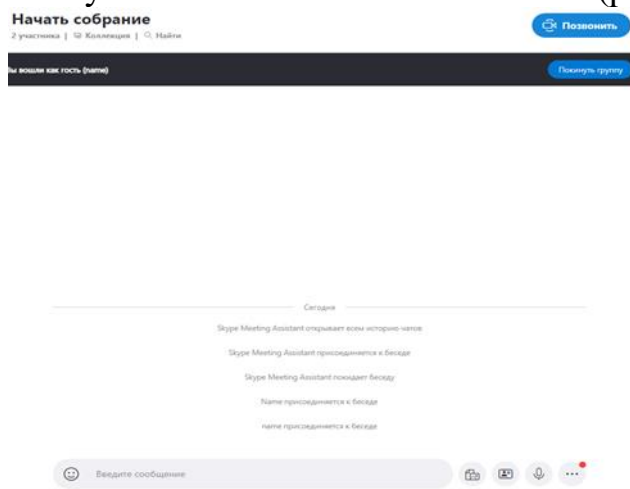 Начать собрание
2 участника | Коллекция | Найти
Позвонить
Вы вошли как гость (name)
Покинуть группу
Сегодня
Skype Meeting Assistant открывает всем историю чатов
Skype Meeting Assistant присоединяется к беседе
Skype Meeting Assistant покидает беседу
Name присоединяется к беседе
name присоединяется к беседе
Введите сообщение